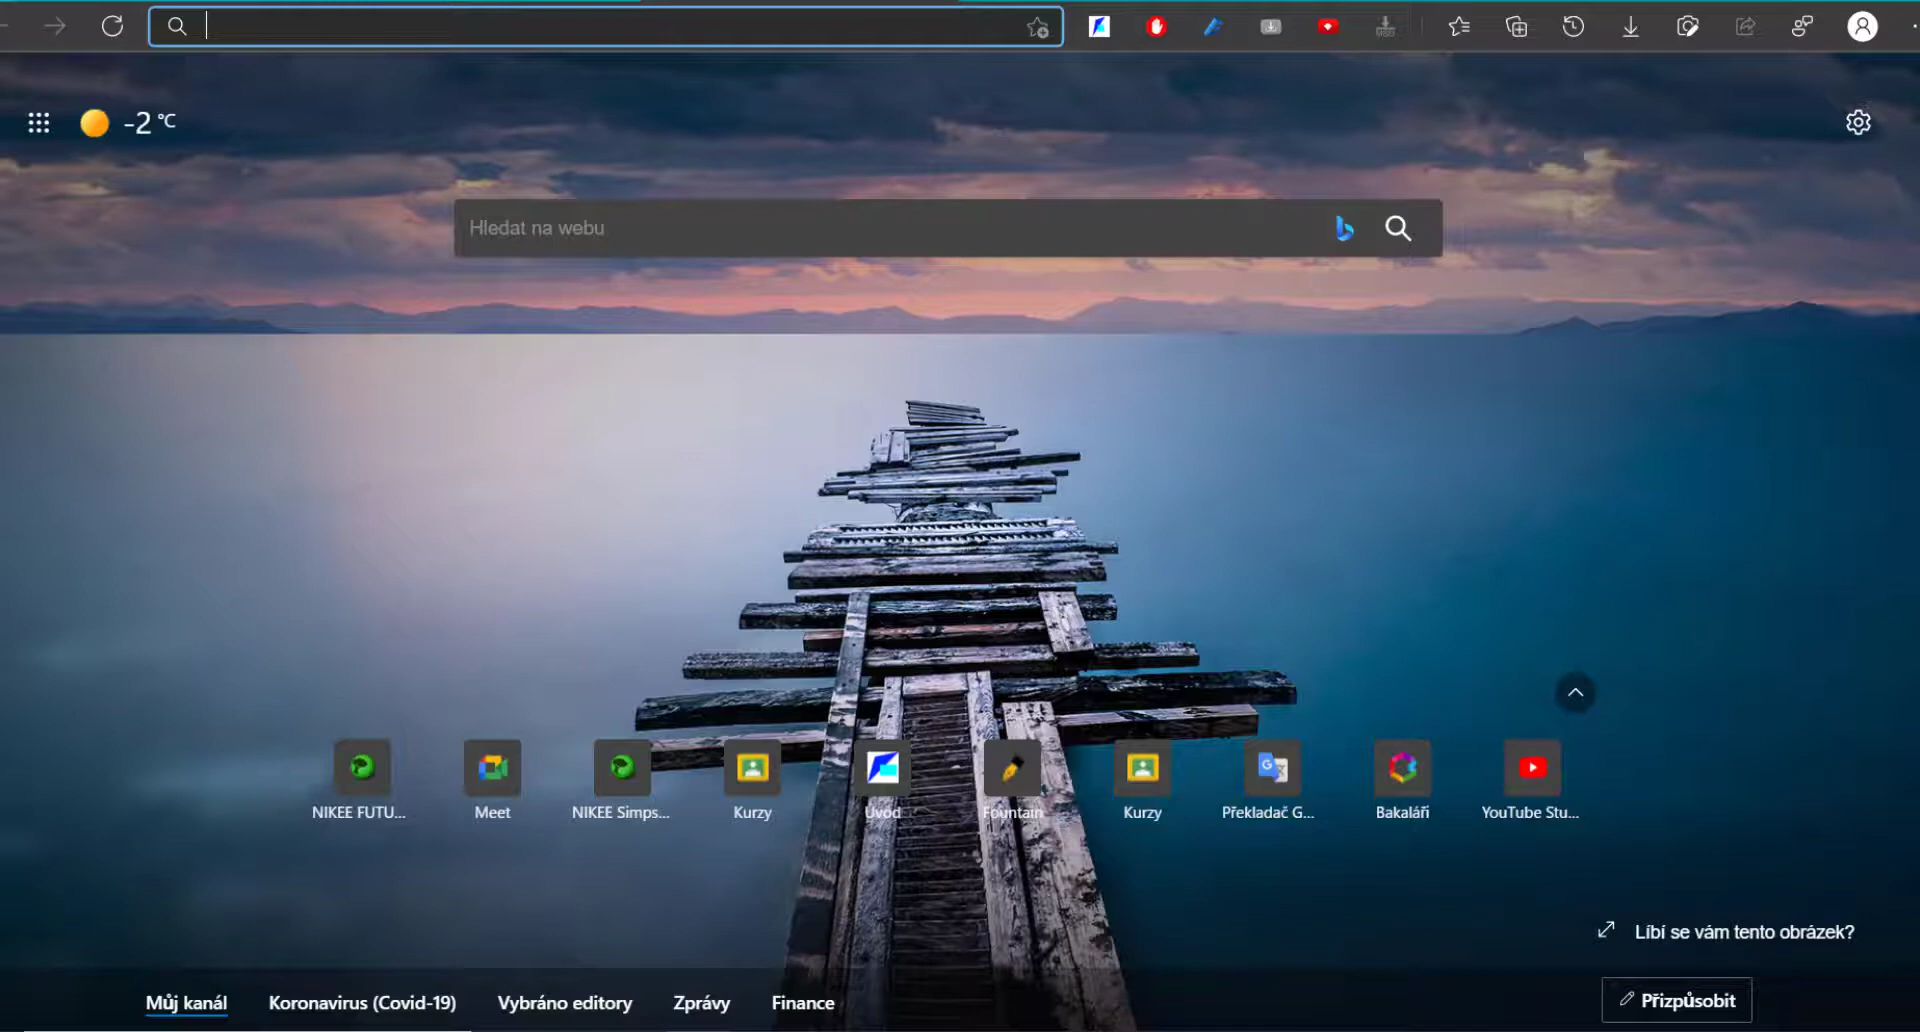 -2 °C
Hledat na webu
NIKEE FUTU...
Meet
NIKEE Simps...
Kurzy
Úvod
Fountain
Kurzy
Překladač G...
Bakaláři
YouTube Stu...
Líbí se vám tento obrázek?
Můj kanál
Koronavirus (Covid-19)
Vybráno editory
Zprávy
Finance
Přizpůsobit